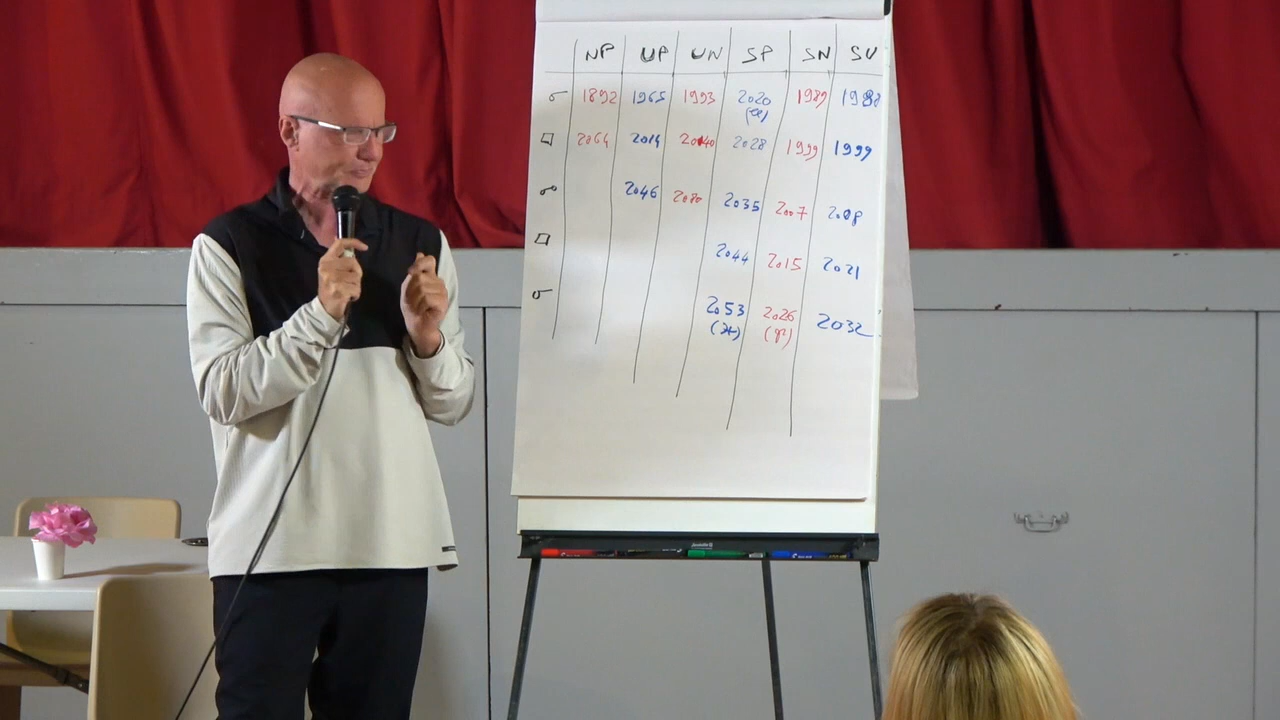 NP UP UN SP SN SU
☌ 1892 1965 1993 2020 1989 1988
□ 2064 2014 2040 2028 1999 1999
☍ 2046 2080 2035 2007 2008
□ 2044 2015 2021
☌ 2053 2026 2032
(♓) (♈)